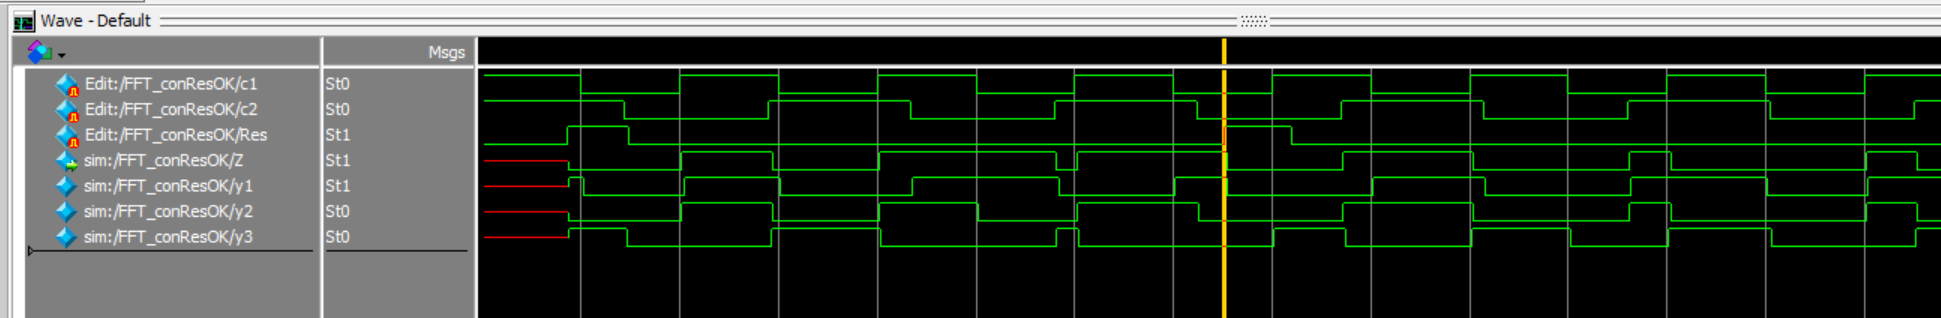 Wave - Default
Msgs
Edit:/FFT_conResOK/c1 St0
Edit:/FFT_conResOK/c2 St0
Edit:/FFT_conResOK/Res St1
sim:/FFT_conResOK/Z St1
sim:/FFT_conResOK/y1 St1
sim:/FFT_conResOK/y2 St0
sim:/FFT_conResOK/y3 St0